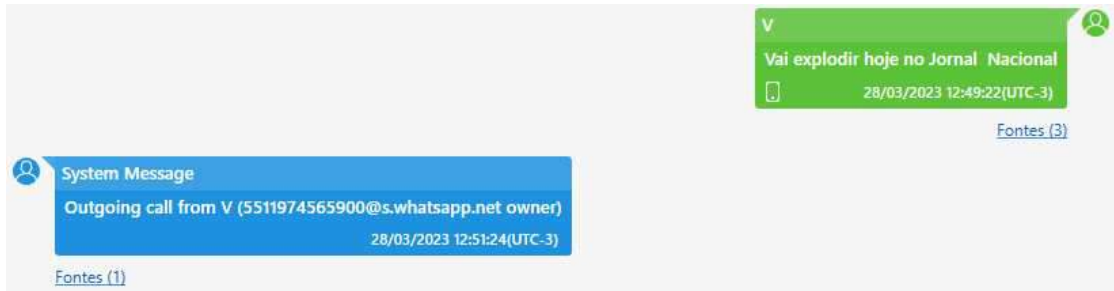 V
Vai explodir hoje no Jornal Nacional
28/03/2023 12:49:22(UTC-3)
Fontes (3)
System Message
Outgoing call from V (5511974565900@s.whatsapp.net owner)
28/03/2023 12:51:24(UTC-3)
Fontes (1)